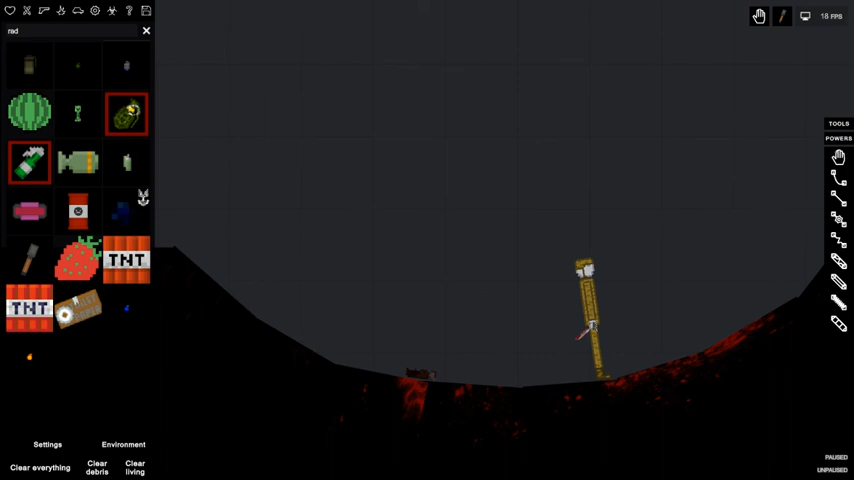 rad
18 FPS
TOOLS
POWERS
TNT
TNT
Settings
Environment
Clear everything
Clear debris
Clear living
PAUSED
UNPAUSED